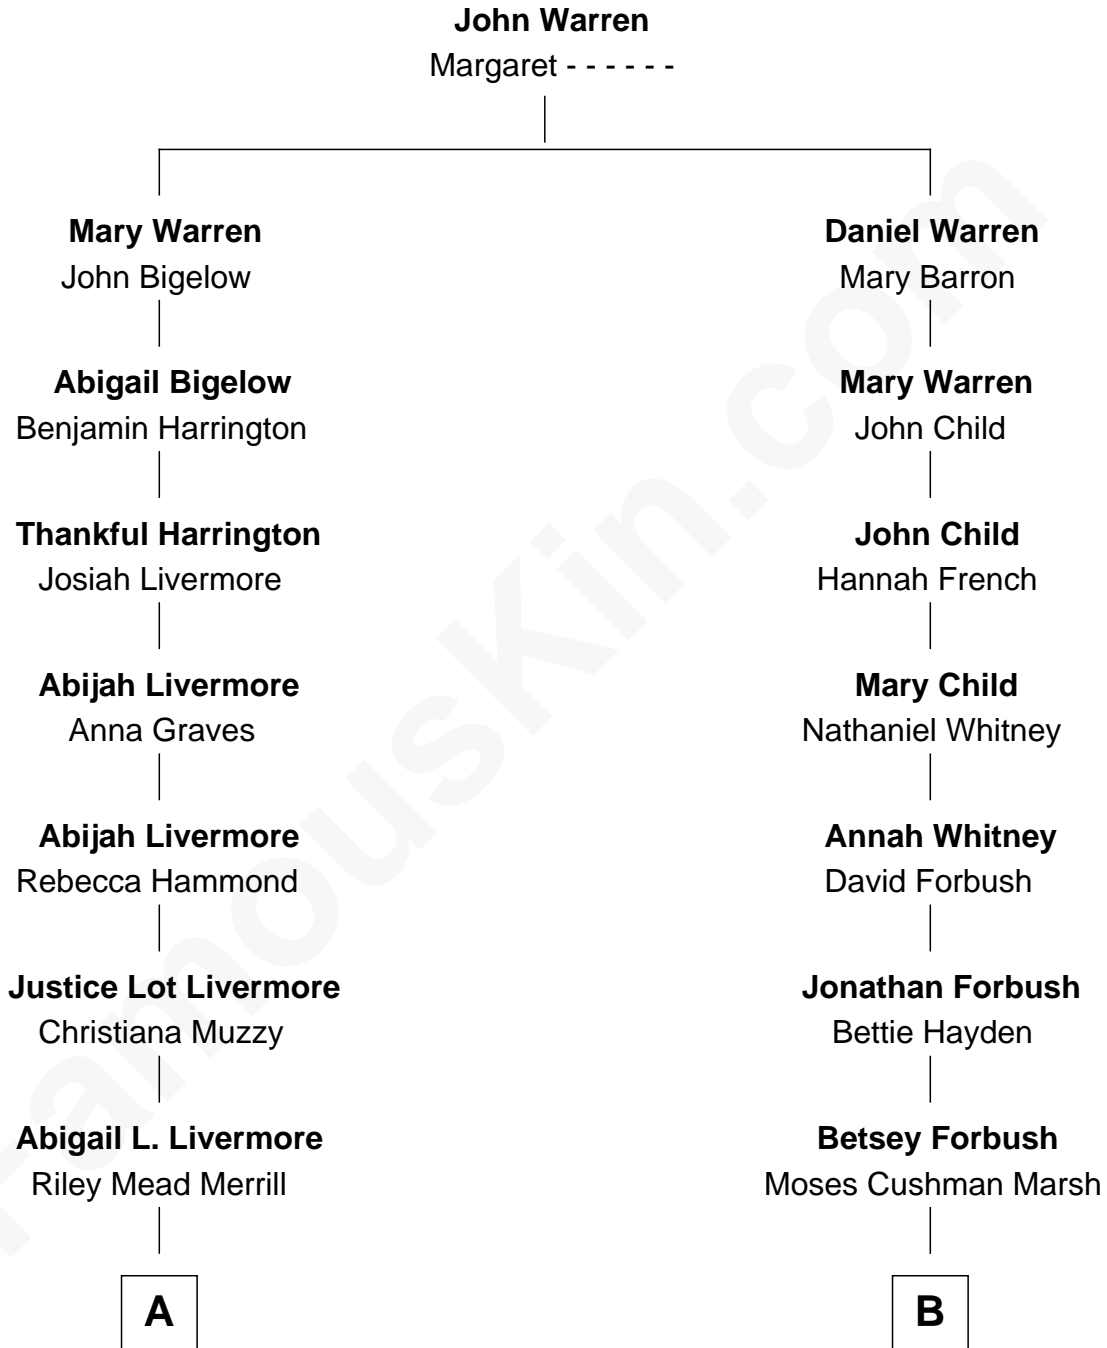 John Warren
Margaret - - - - - -
Mary Warren
John Bigelow
Daniel Warren
Mary Barron
Abigail Bigelow
Benjamin Harrington
Mary Warren
John Child
Thankful Harrington
Josiah Livermore
John Child
Hannah French
Abijah Livermore
Anna Graves
Mary Child
Nathaniel Whitney
Abijah Livermore
Rebecca Hammond
Annah Whitney
David Forbush
Justice Lot Livermore
Christiana Muzzy
Jonathan Forbush
Bettie Hayden
Abigail L. Livermore
Riley Mead Merrill
Betsey Forbush
Moses Cushman Marsh
A
B
FamousKin.com